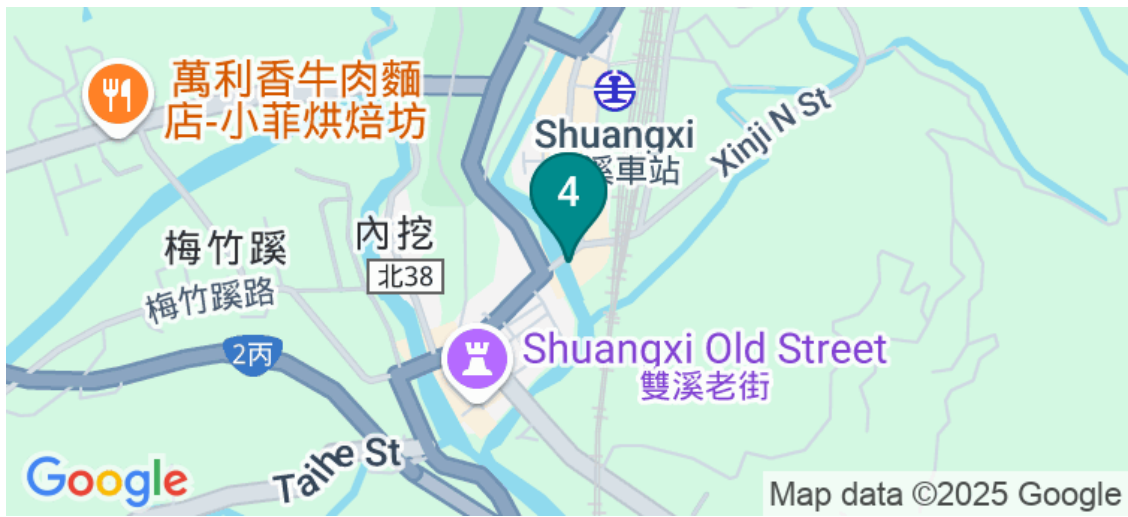 萬利香牛肉麵
店-小菲烘焙坊
Shuangxi
溪車站
Xinji N St
4
內挖
北38
梅竹蹊
梅竹蹊路
2丙
Shuangxi Old Street
雙溪老街
Taihe St
Google
Map data ©2025 Google